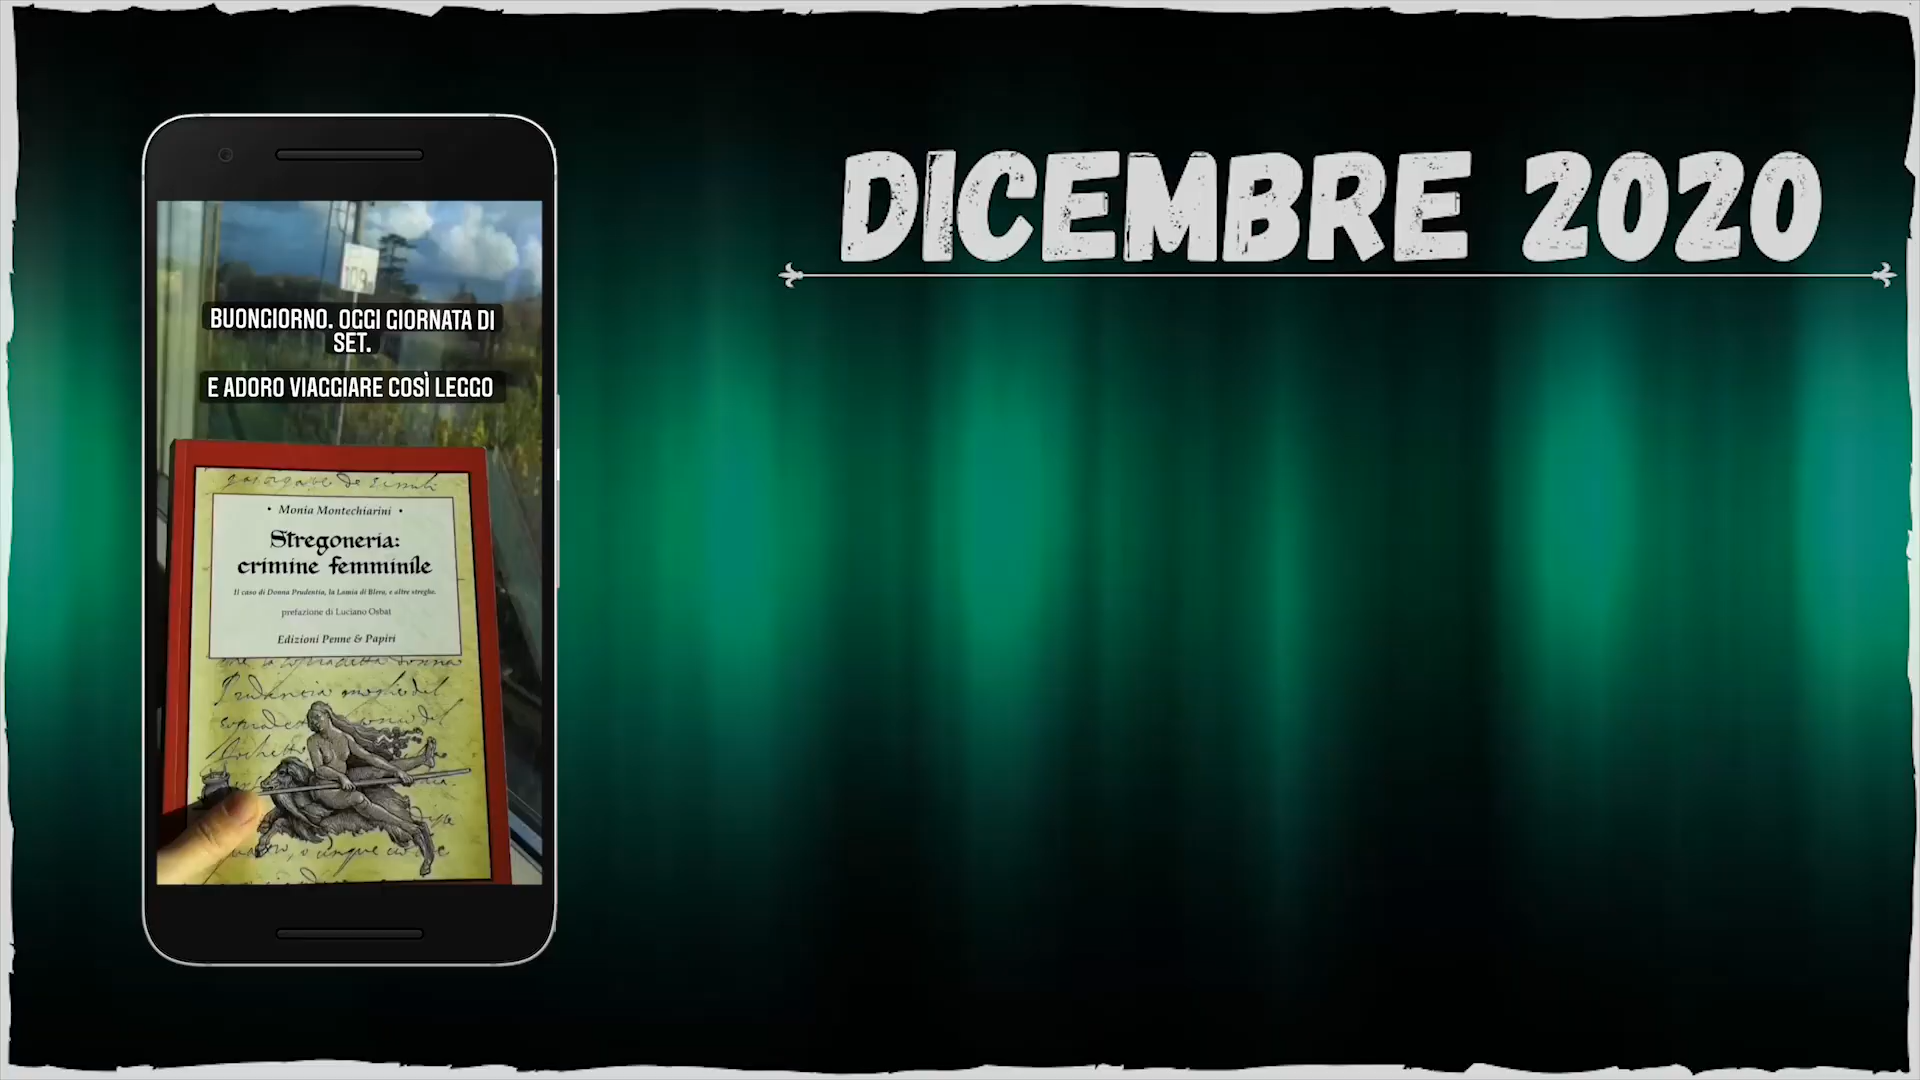 DICEMBRE 2020
BUONGIORNO. OGGI GIORNATA DI
SET.
E ADORO VIAGGIARE COSÌ LEGGO
• Monia Montechiarini •
Stregoneria:
crimine femminile
Il caso di Donna Prudentia, la Lamia di Blera, e altre streghe.
prefazione di Luciano Osbat
Edizioni Penne & Papiri